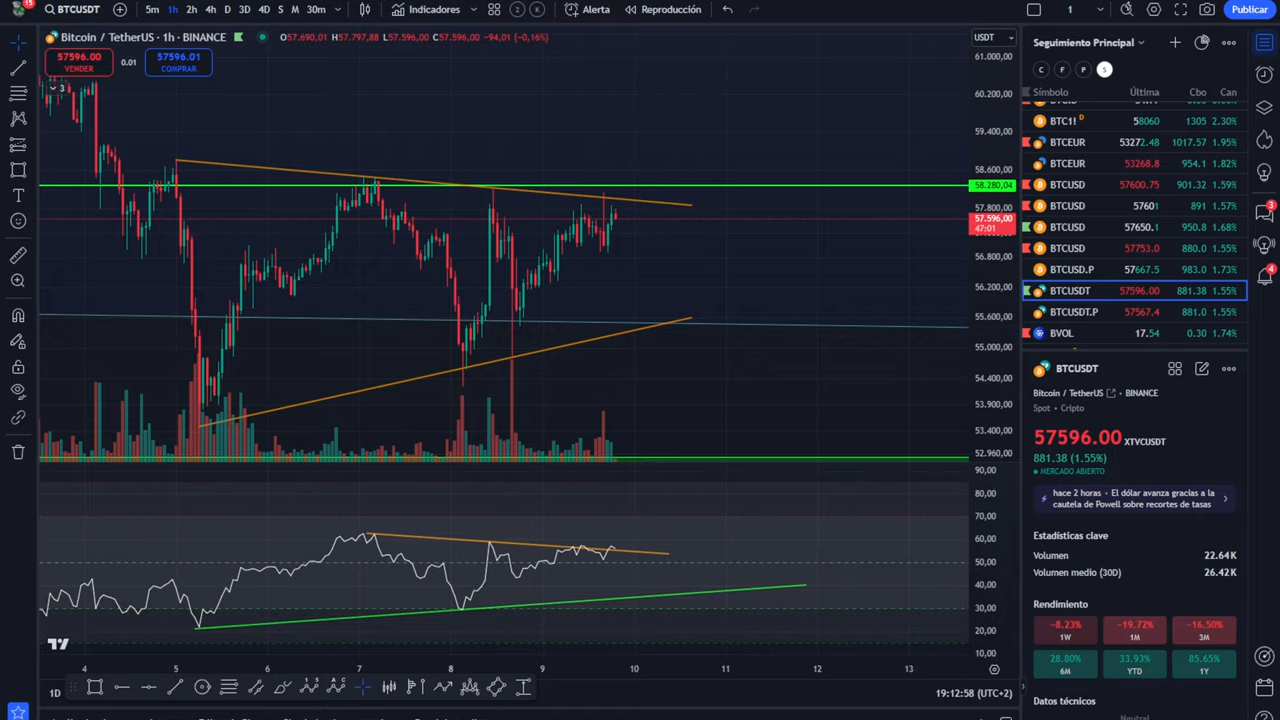 15
BTCUSDT
5m 1h 2h 4h D 3D 4D S M 30m
Indicadores
2
K
Alerta
Reproducción
1
Publicar
Bitcoin / TetherUS · 1h · BINANCE O57.690,01 H57.797,88 L57.596,00 C57.596,00 −94,01 (−0,16%)
USDT
57596.00
VENDER
0.01
57596.01
COMPRAR
3
61.000,00
60.200,00
59.400,00
58.600,00
58.280,04
57.800,00
57.596,00
47:01
56.800,00
56.200,00
55.600,00
55.000,00
54.400,00
53.900,00
53.400,00
52.960,00
90,00
80,00
70,00
60,00
50,00
40,00
30,00
20,00
10,00
4 5 6 7 8 9 10 11 12 13
1D
19:12:58 (UTC+2)
Seguimiento Principal
C F P S
Símbolo Última Cbo Can
BTC1! D 58060 1305 2.30%
BTCEUR 53272.48 1017.57 1.95%
BTCEUR 53268.8 954.1 1.82%
BTCUSD 57600.75 901.32 1.59%
BTCUSD 57601 891 1.57%
BTCUSD 57650.1 950.8 1.68%
BTCUSD 57753.0 880.0 1.55%
BTCUSD.P 57667.5 983.0 1.73%
BTCUSDT 57596.00 881.38 1.55%
BTCUSDT.P 57567.4 881.0 1.55%
BVOL 17.54 0.30 1.74%
BTCUSDT
Bitcoin / TetherUS · BINANCE
Spot · Cripto
57596.00 XTVCUSDT
881.38 (1.55%)
MERCADO ABIERTO
hace 2 horas · El dólar avanza gracias a la
cautela de Powell sobre recortes de tasas
Estadísticas clave
Volumen 22.64K
Volumen medio (30D) 26.42K
Rendimiento
−8.23% −19.72% −16.50%
1W 1M 3M
28.80% 33.93% 85.65%
6M YTD 1Y
Datos técnicos
Neutral
3
4